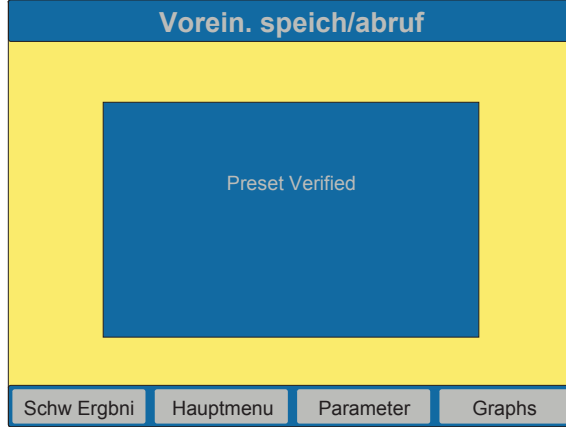 Vorein. speich/abruf
Preset Verified
Schw Ergbni Hauptmenu Parameter Graphs